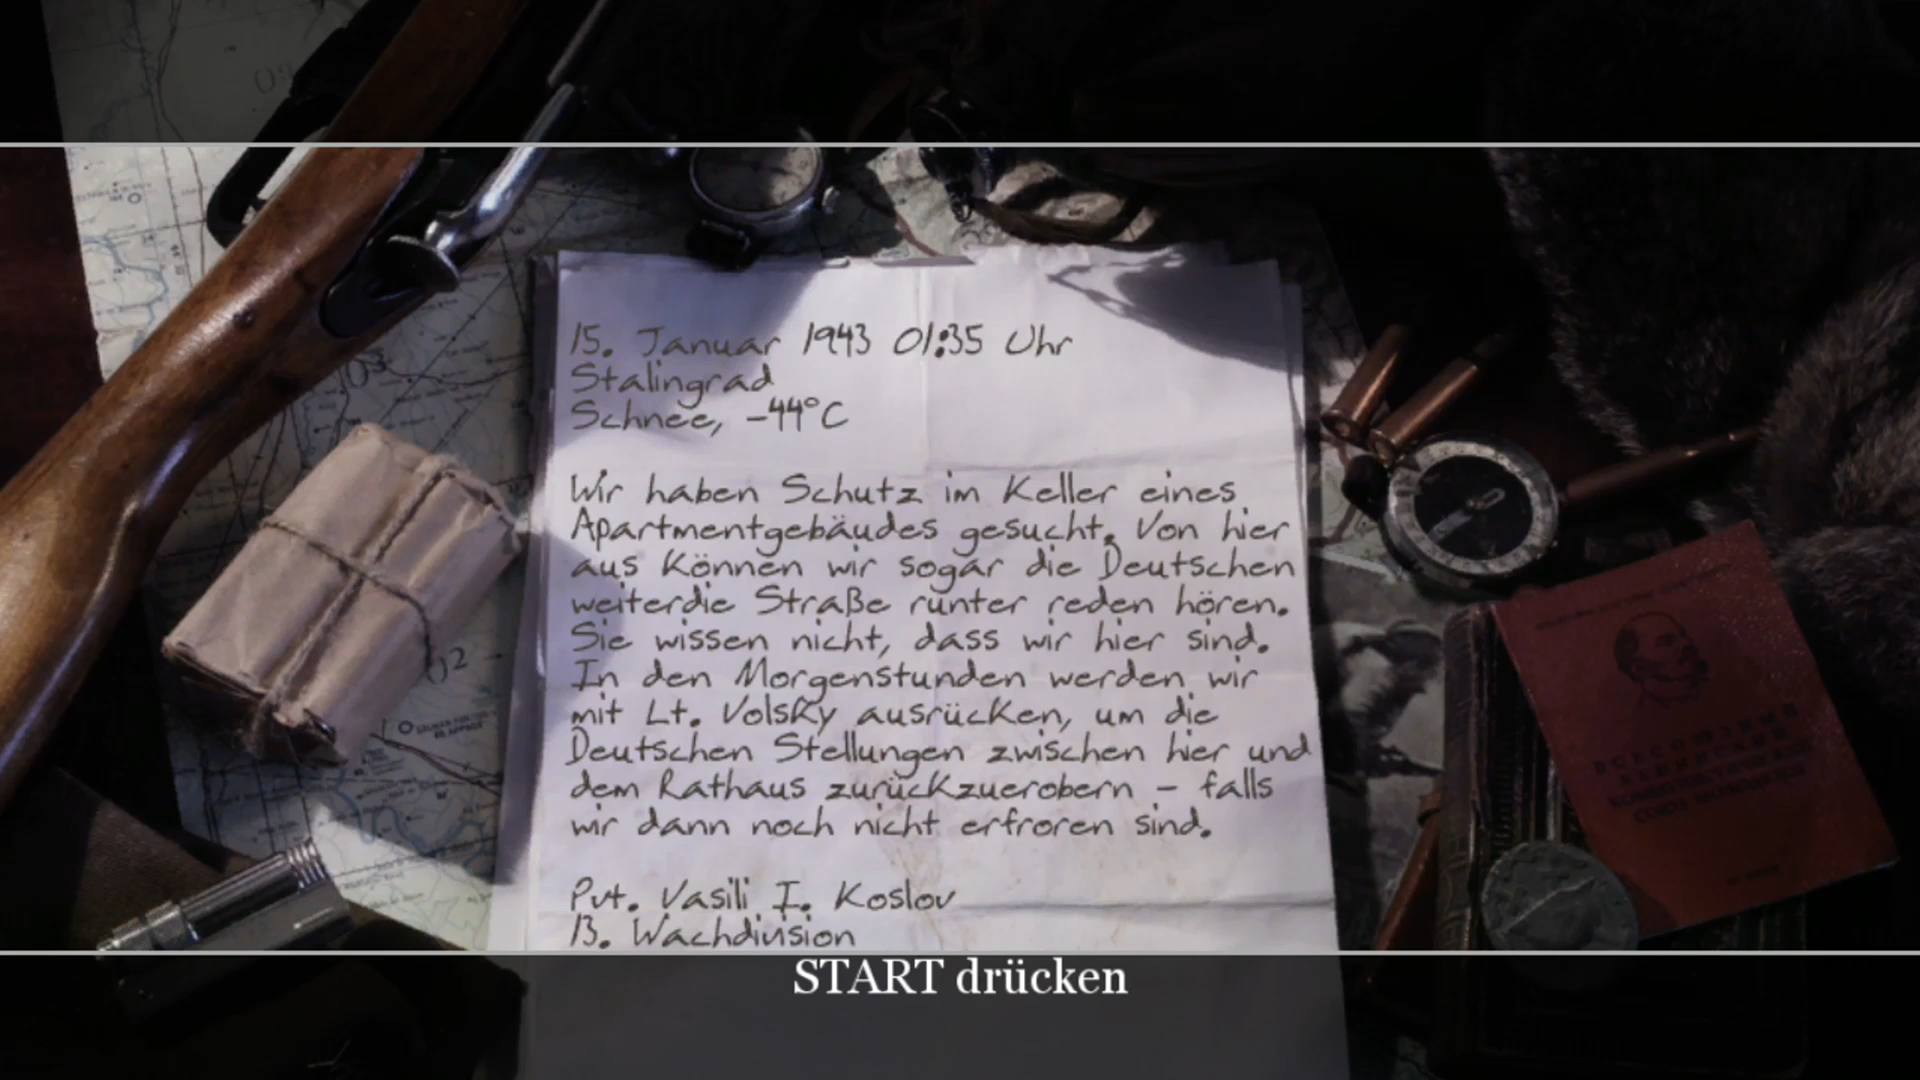 15. Januar 1943 01:35 Uhr
Stalingrad
Schnee, -44°C
Wir haben Schutz im Keller eines
Apartmentgebäudes gesucht. Von hier
aus können wir sogar die Deutschen
weiterdie Straße runter reden hören.
Sie wissen nicht, dass wir hier sind.
In den Morgenstunden werden wir
mit Lt. Volsky ausrücken, um die
Deutschen Stellungen zwischen hier und
dem Rathaus zurückzuerobern - falls
wir dann noch nicht erfroren sind.
Pvt. Vasili I. Koslov
13. Wachdivision
START drücken